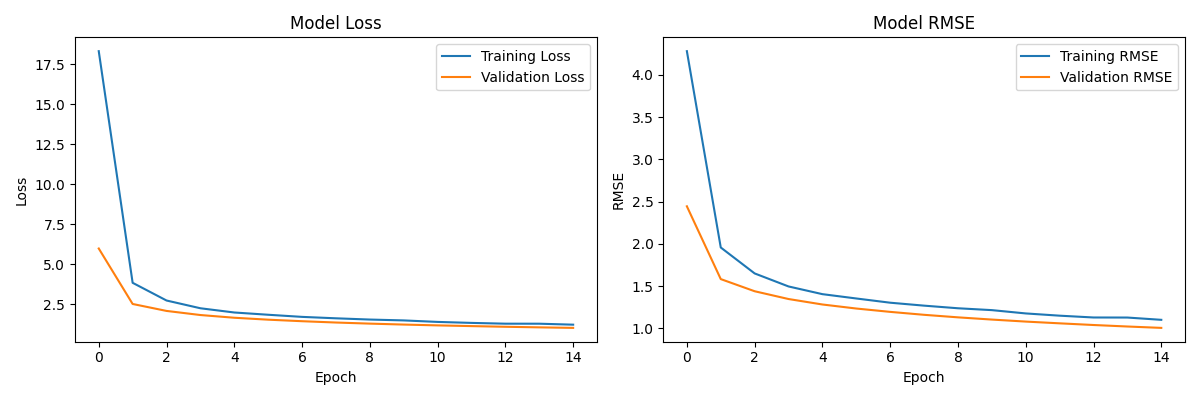 Model Loss
Training Loss
Validation Loss
17.5
15.0
12.5
10.0
7.5
5.0
2.5
Loss
0 2 4 6 8 10 12 14
Epoch
Model RMSE
Training RMSE
Validation RMSE
4.0
3.5
3.0
2.5
2.0
1.5
1.0
RMSE
0 2 4 6 8 10 12 14
Epoch